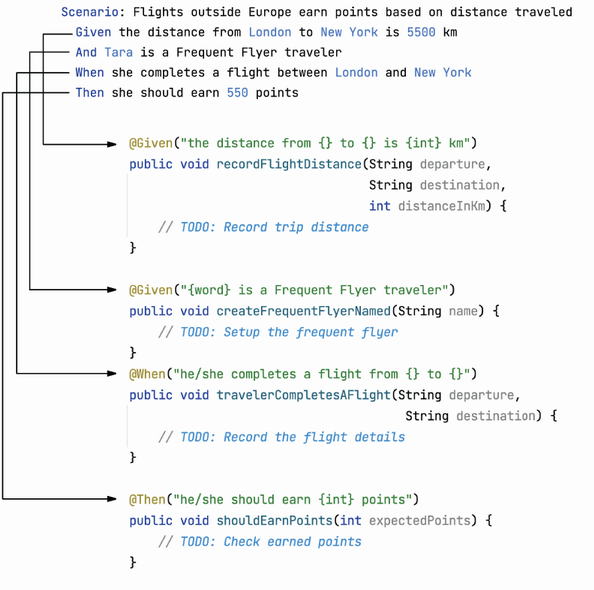 Scenario: Flights outside Europe earn points based on distance traveled
Given the distance from London to New York is 5500 km
And Tara is a Frequent Flyer traveler
When she completes a flight between London and New York
Then she should earn 550 points
@Given("the distance from {} to {} is {int} km")
public void recordFlightDistance(String departure,
String destination,
int distanceInKm) {
// TODO: Record trip distance
}
@Given("{word} is a Frequent Flyer traveler")
public void createFrequentFlyerNamed(String name) {
// TODO: Setup the frequent flyer
}
@When("he/she completes a flight from {} to {}")
public void travelerCompletesAFlight(String departure,
String destination) {
// TODO: Record the flight details
}
@Then("he/she should earn {int} points")
public void shouldEarnPoints(int expectedPoints) {
// TODO: Check earned points
}